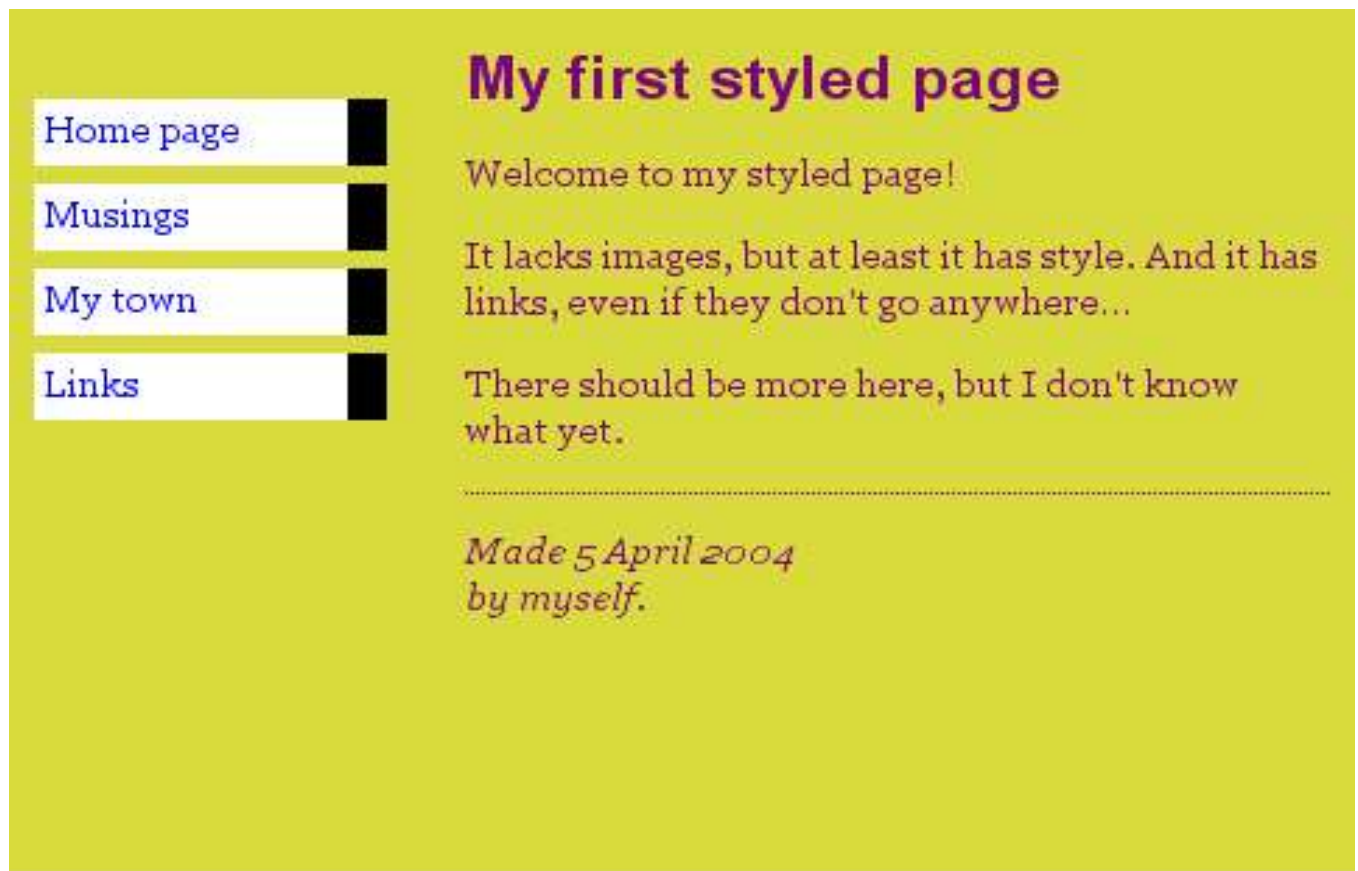 My first styled page
Home page
Musings
My town
Links
Welcome to my styled page!
It lacks images, but at least it has style. And it has
links, even if they don't go anywhere...
There should be more here, but I don't know
what yet.
Made 5 April 2004
by myself.